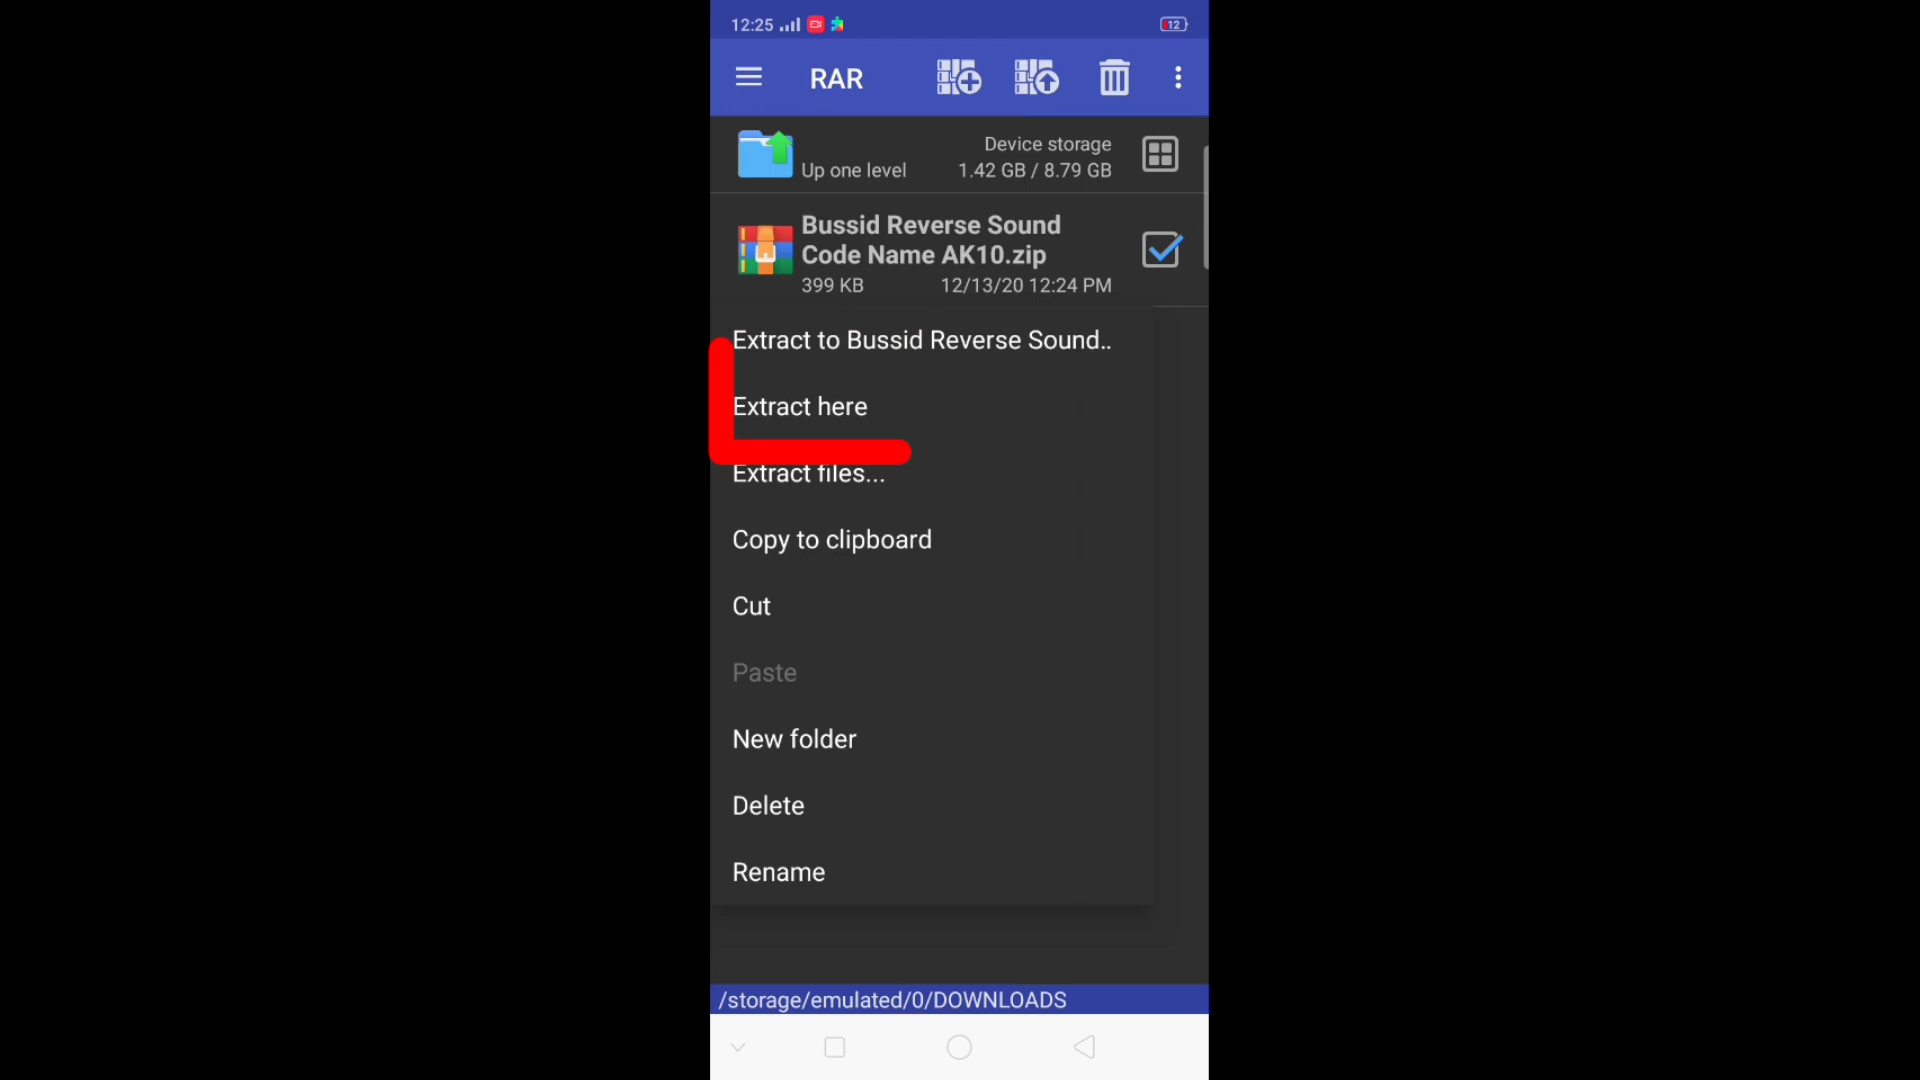 12:25
12
RAR
Device storage
Up one level
1.42 GB / 8.79 GB
Bussid Reverse Sound
Code Name AK10.zip
399 KB
12/13/20 12:24 PM
Extract to Bussid Reverse Sound..
Extract here
Extract files...
Copy to clipboard
Cut
Paste
New folder
Delete
Rename
/storage/emulated/0/DOWNLOADS